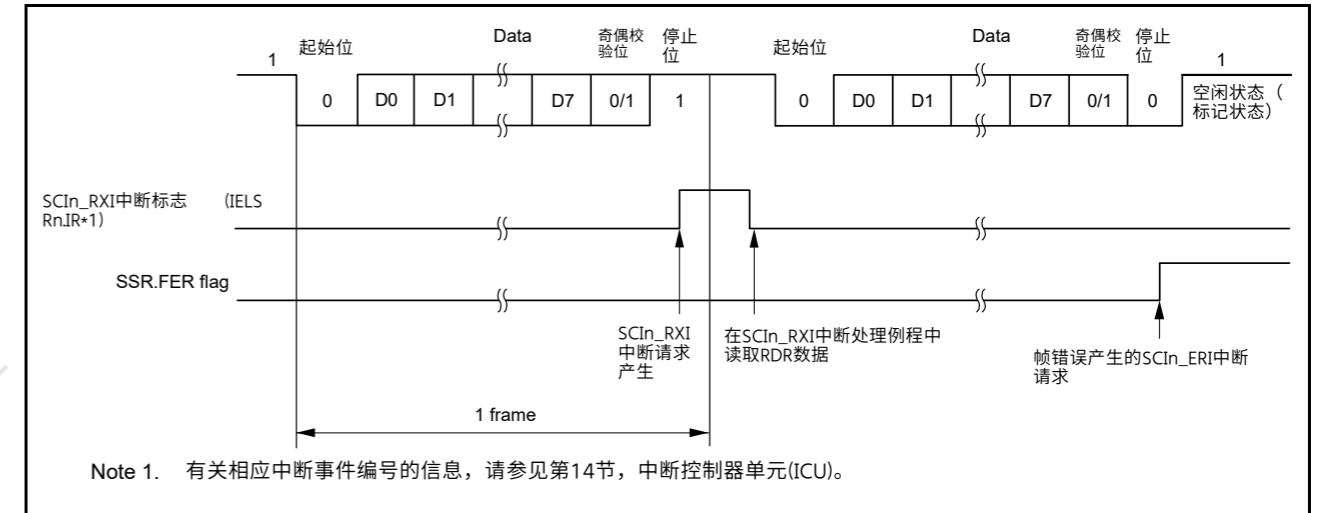 起始位
Data
奇偶校
验位
停止
位
起始位
Data
奇偶校
验位
停止
位
1
1
0
D0
D1
D7
0/1
1
0
D0
D1
D7
0/1
0
空闲状态（
标记状态）
SCIn_RXI中断标志 (IELS
Rn.IR*1)
SSR.FER flag
SCIn_RXI
中断请求
产生
在SCIn_RXI中断处理例程中
读取RDR数据
帧错误产生的SCIn_ERI中断
请求
1 frame
Note 1. 有关相应中断事件编号的信息，请参见第14节，中断控制器单元(ICU)。